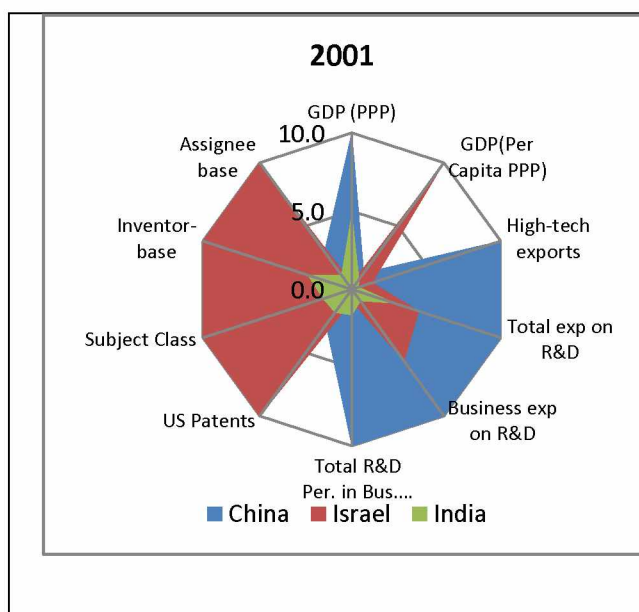 2001
GDP (PPP)
10.0
Assignee
base
GDP(Per
Capita PPP)
5.0
Inventor-
base
High-tech
exports
0.0
Subject Class
Total exp on
R&D
US Patents
Business exp
on R&D
Total R&D
Per. in Bus....
China Israel India